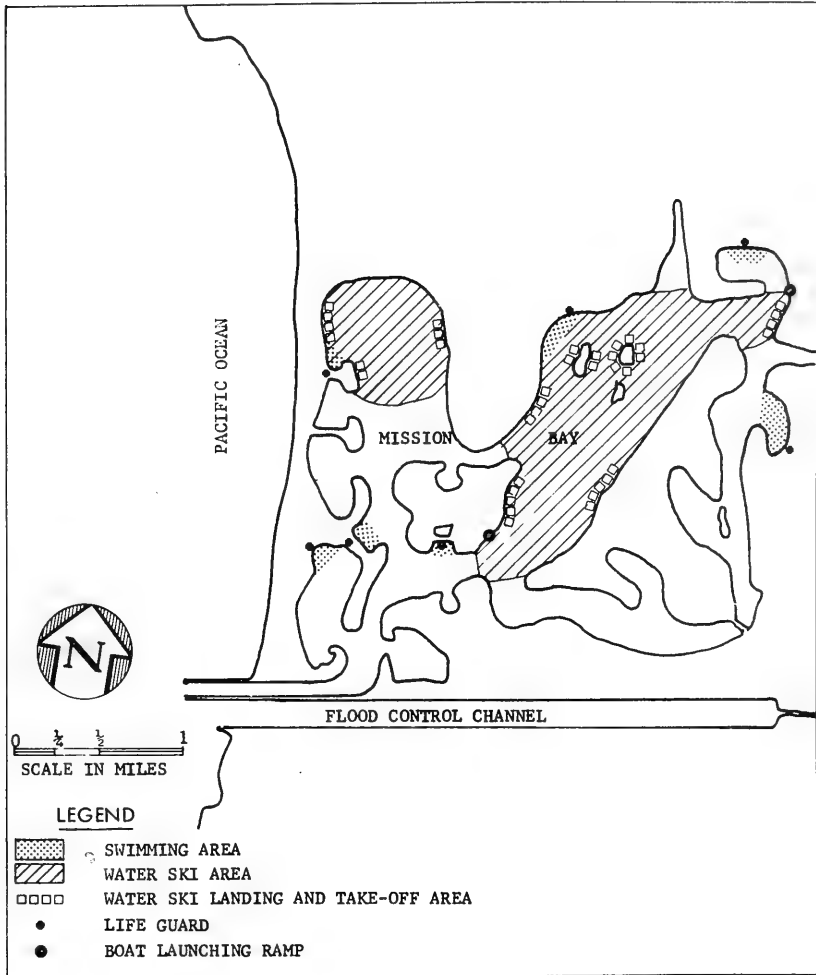 PACIFIC OCEAN
MISSION BAY
N
FLOOD CONTROL CHANNEL
0 ¼ ½ 1
SCALE IN MILES
LEGEND
SWIMMING AREA
WATER SKI AREA
WATER SKI LANDING AND TAKE-OFF AREA
LIFE GUARD
BOAT LAUNCHING RAMP